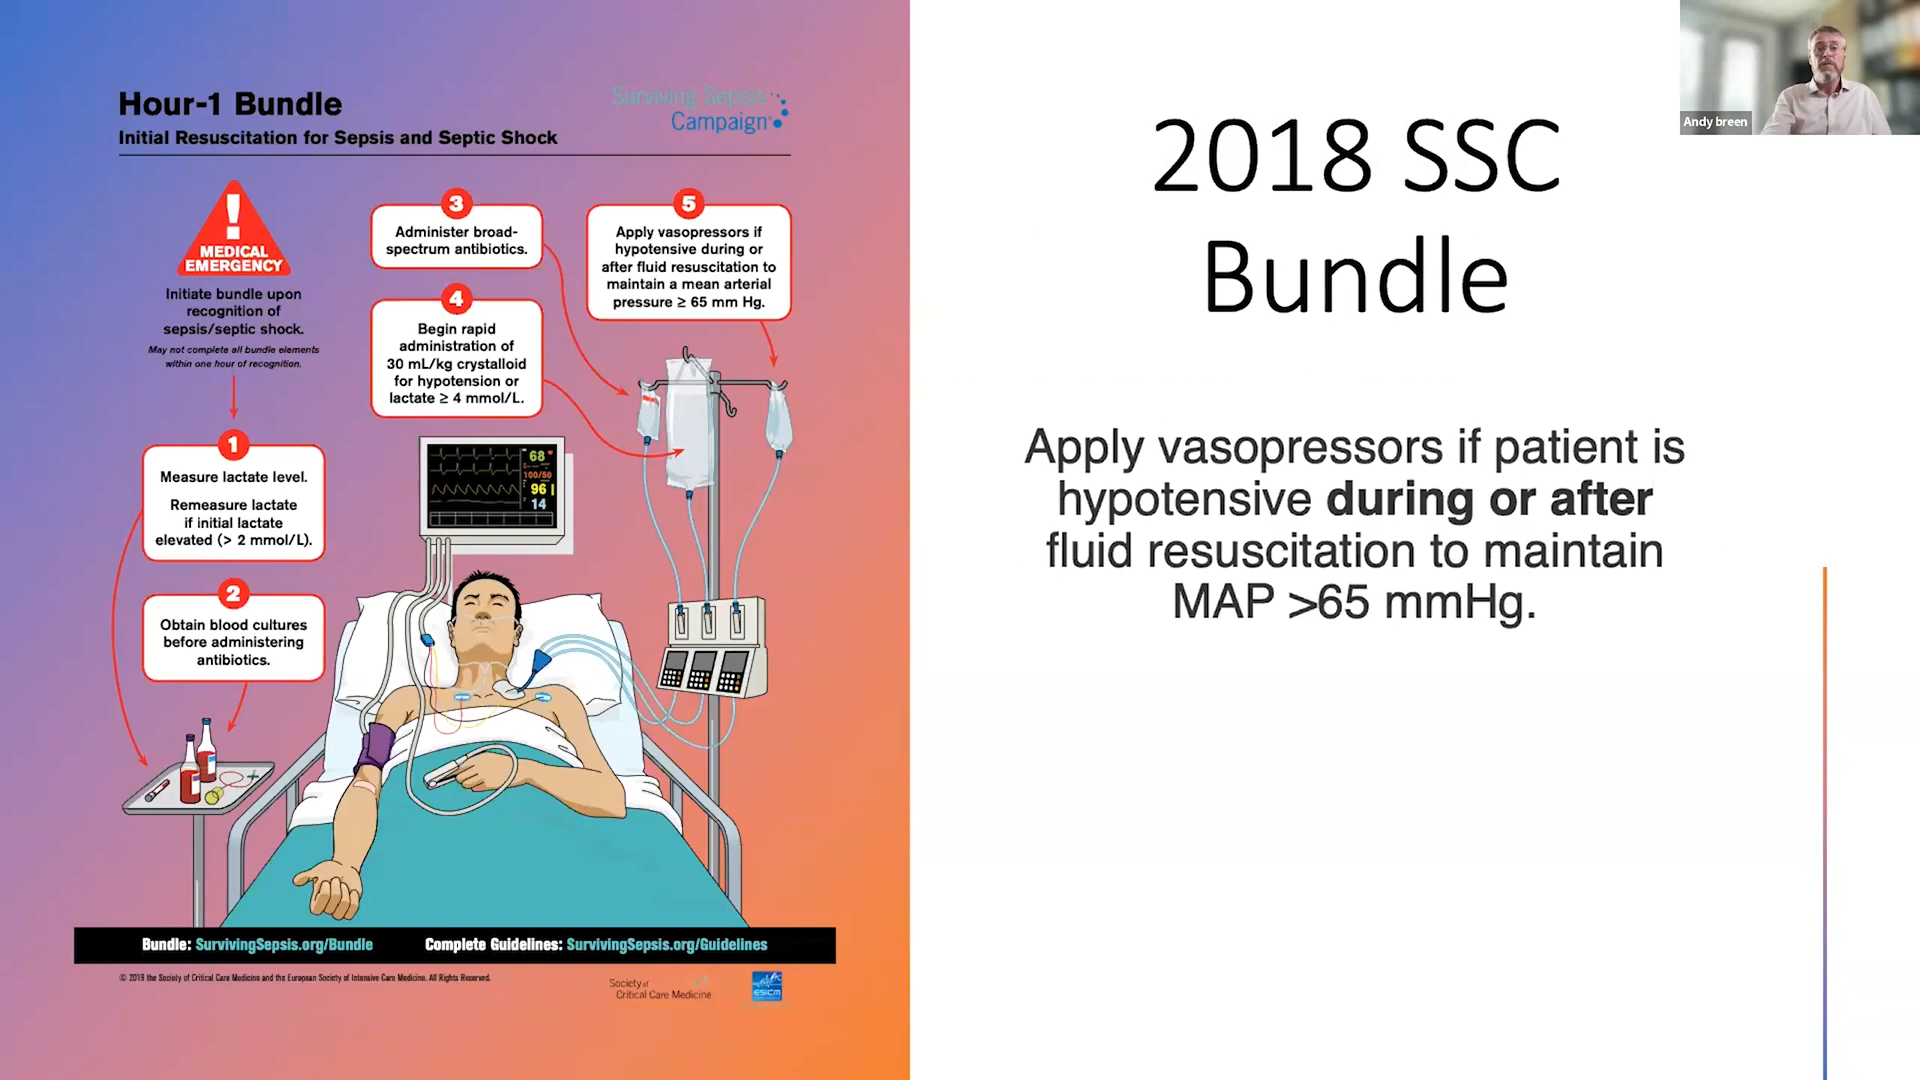 Hour-1 Bundle
Initial Resuscitation for Sepsis and Septic Shock
Surviving Sepsis
Campaign
MEDICAL
EMERGENCY
Initiate bundle upon
recognition of
sepsis/septic shock.
May not complete all bundle elements
within one hour of recognition.
1
Measure lactate level.
Remeasure lactate
if initial lactate
elevated (> 2 mmol/L).
2
Obtain blood cultures
before administering
antibiotics.
3
Administer broad-
spectrum antibiotics.
4
Begin rapid
administration of
30 mL/kg crystalloid
for hypotension or
lactate ≥ 4 mmol/L.
5
Apply vasopressors if
hypotensive during or
after fluid resuscitation to
maintain a mean arterial
pressure ≥ 65 mm Hg.
68
100/50
96
14
Bundle: SurvivingSepsis.org/Bundle
Complete Guidelines: SurvivingSepsis.org/Guidelines
© 2019 the Society of Critical Care Medicine and the European Society of Intensive Care Medicine. All Rights Reserved.
Society of
Critical Care Medicine
ESICM
2018 SSC
Bundle
Apply vasopressors if patient is
hypotensive during or after
fluid resuscitation to maintain
MAP >65 mmHg.
Andy breen